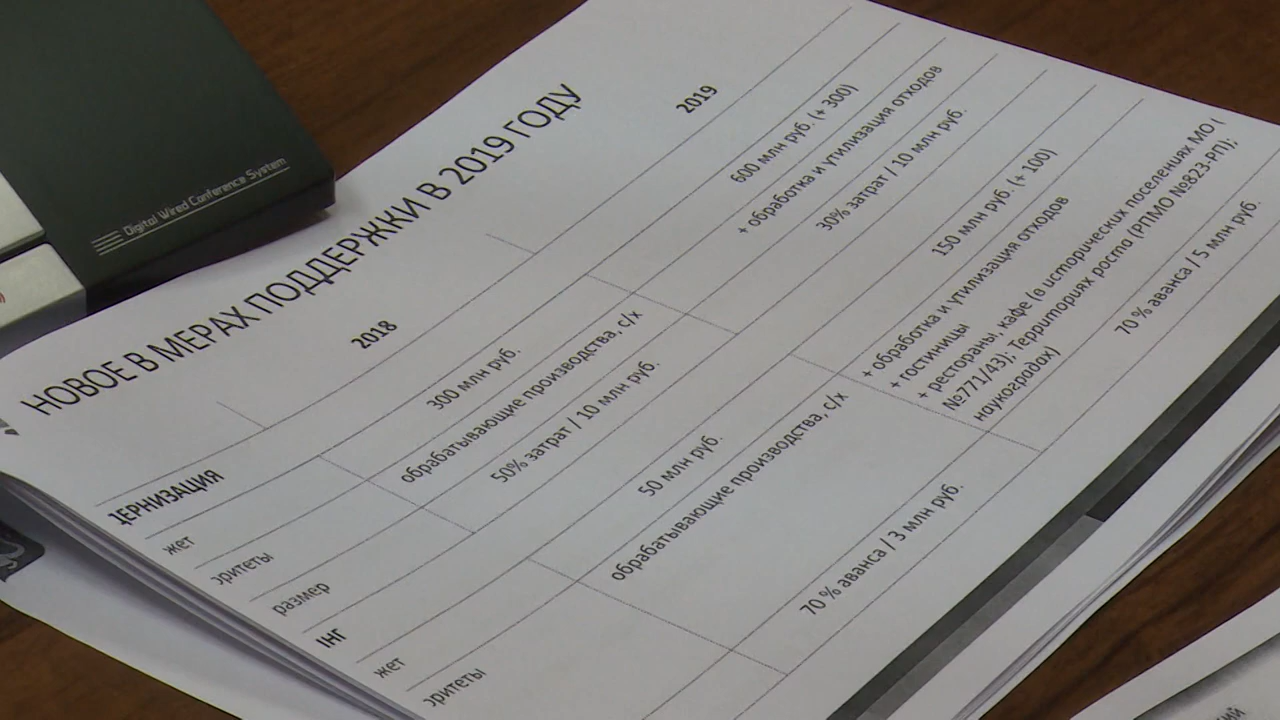 Digital Wired Conference System
НОВОЕ В МЕРАХ ПОДДЕРЖКИ В 2019 ГОДУ
2018 2019
ДЕРНИЗАЦИЯ
жет 300 млн руб. 600 млн руб. (+ 300)
оритеты обрабатывающие производства, с/х + обработка и утилизация отходов
размер 50% затрат / 10 млн руб. 30% затрат / 10 млн руб.
ІНГ
жет 50 млн руб. 150 млн руб. (+ 100)
оритеты обрабатывающие производства, с/х + обработка и утилизация отходов
+ гостиницы
+ рестораны, кафе (в исторических поселениях МО (
№771/43); Территориях роста (РПМО №823-РП);
наукоградах)
70 % аванса / 3 млн руб. 70 % аванса / 5 млн руб.